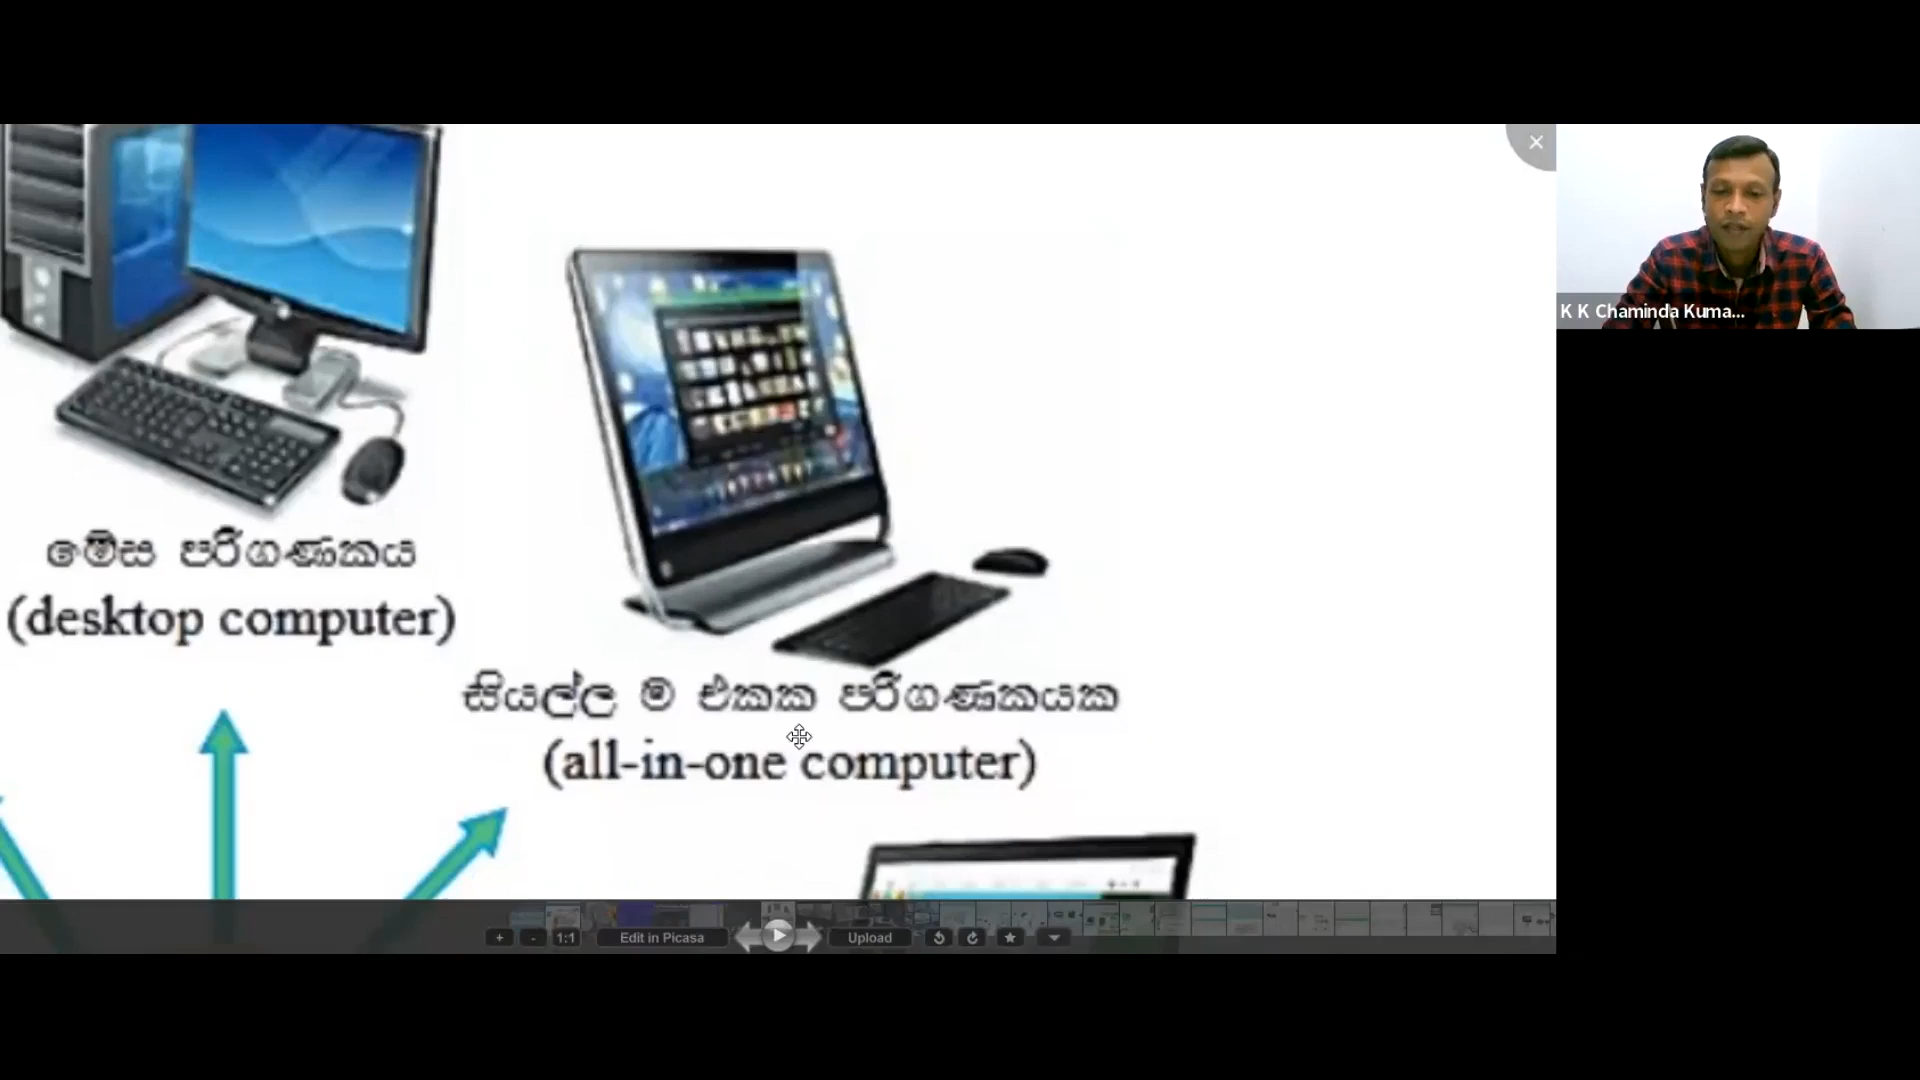 K K Chaminda Kuma...
මේස පරිගණකය
(desktop computer)
සියල්ල ම එකක පරිගණකයක
(all-in-one computer)
+
-
1:1
Edit in Picasa
Upload